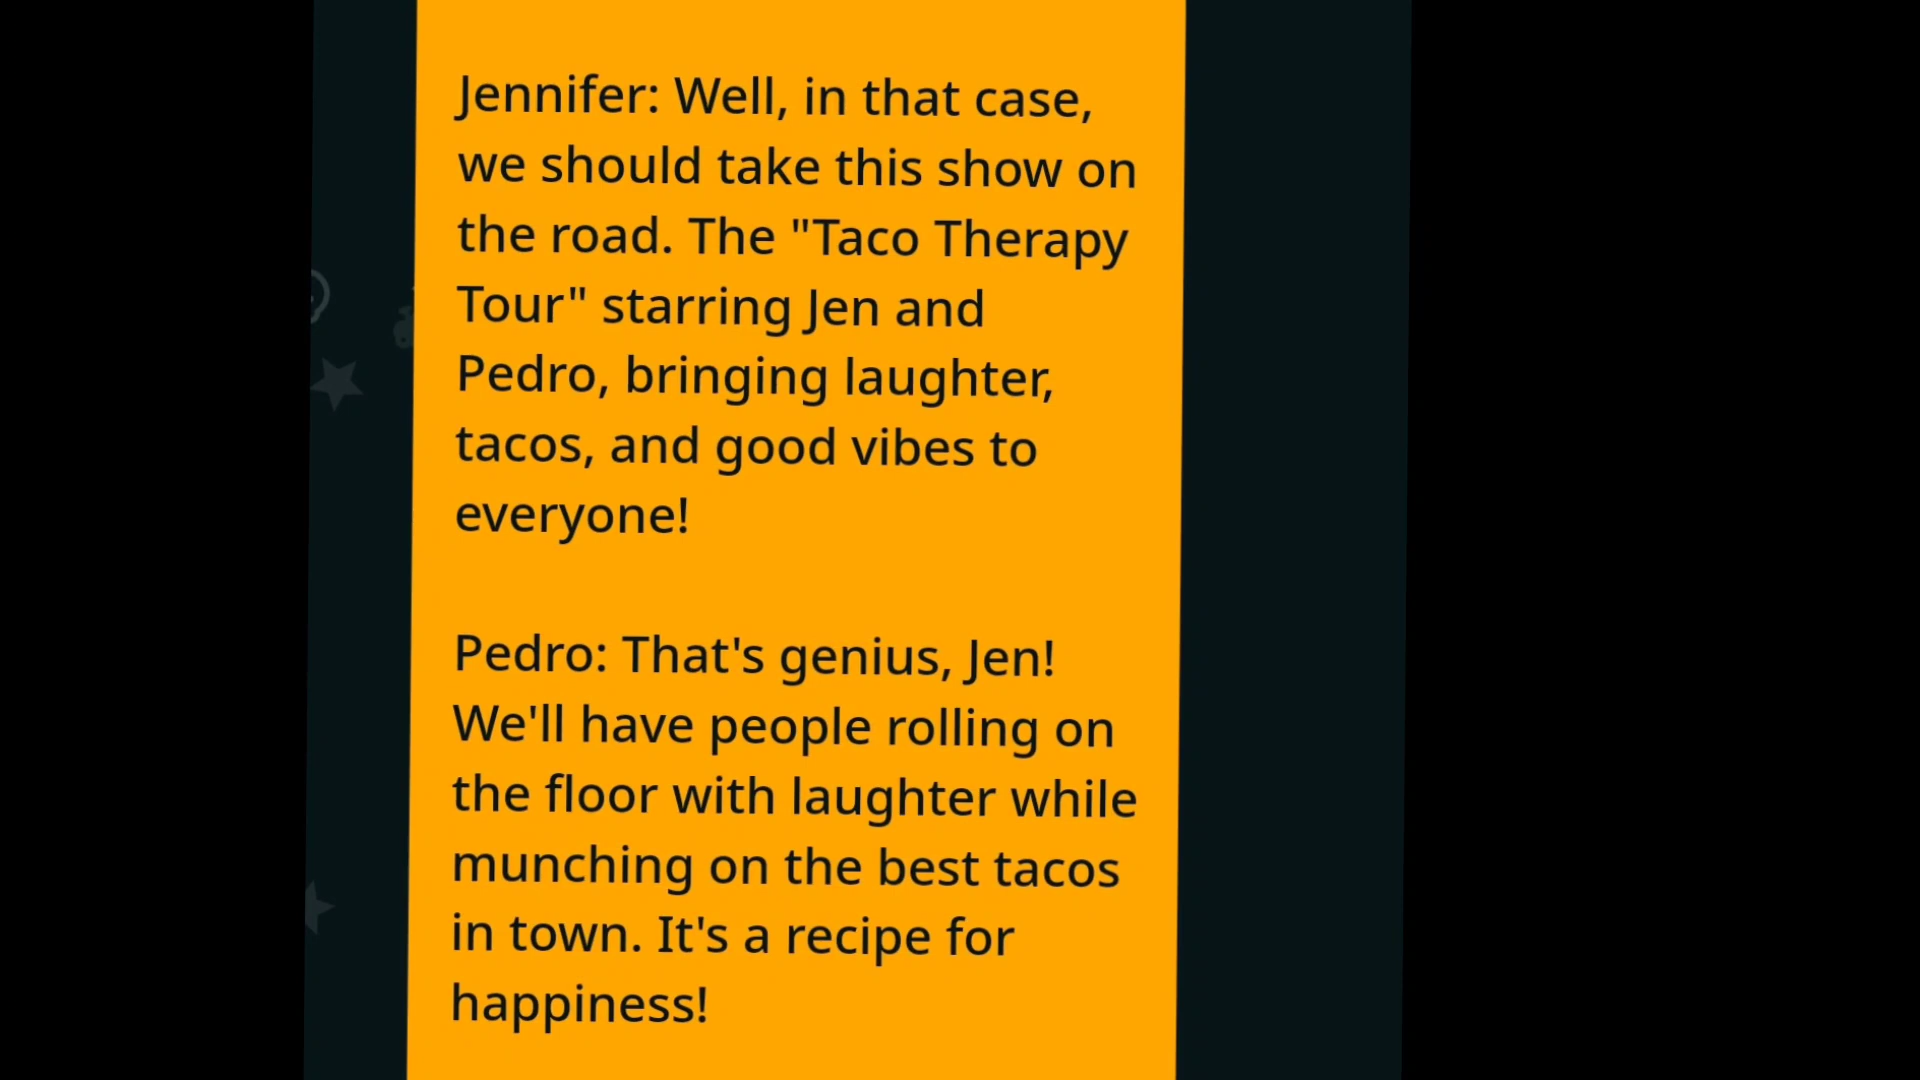 Jennifer: Well, in that case,
we should take this show on
the road. The "Taco Therapy
Tour" starring Jen and
Pedro, bringing laughter,
tacos, and good vibes to
everyone!
Pedro: That's genius, Jen!
We'll have people rolling on
the floor with laughter while
munching on the best tacos
in town. It's a recipe for
happiness!